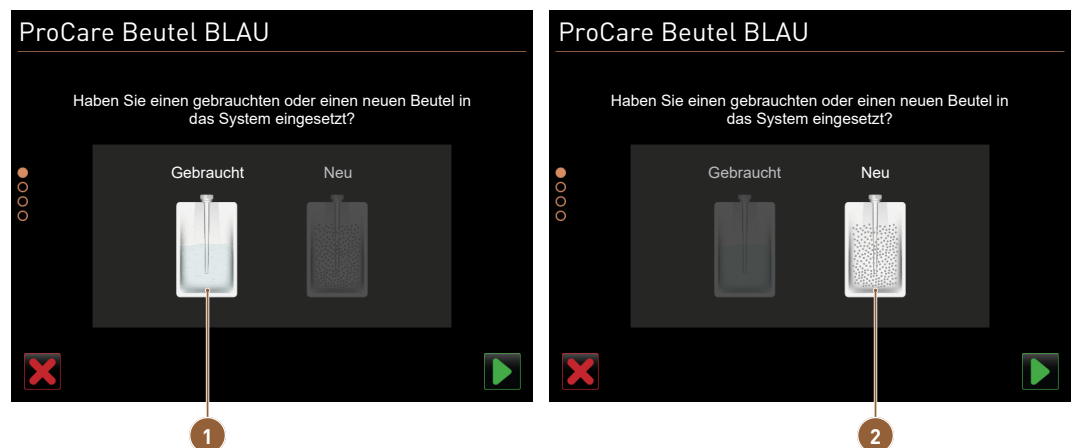 ProCare Beutel BLAU
Haben Sie einen gebrauchten oder einen neuen Beutel in
das System eingesetzt?
Gebraucht Neu
1
ProCare Beutel BLAU
Haben Sie einen gebrauchten oder einen neuen Beutel in
das System eingesetzt?
Gebraucht Neu
2